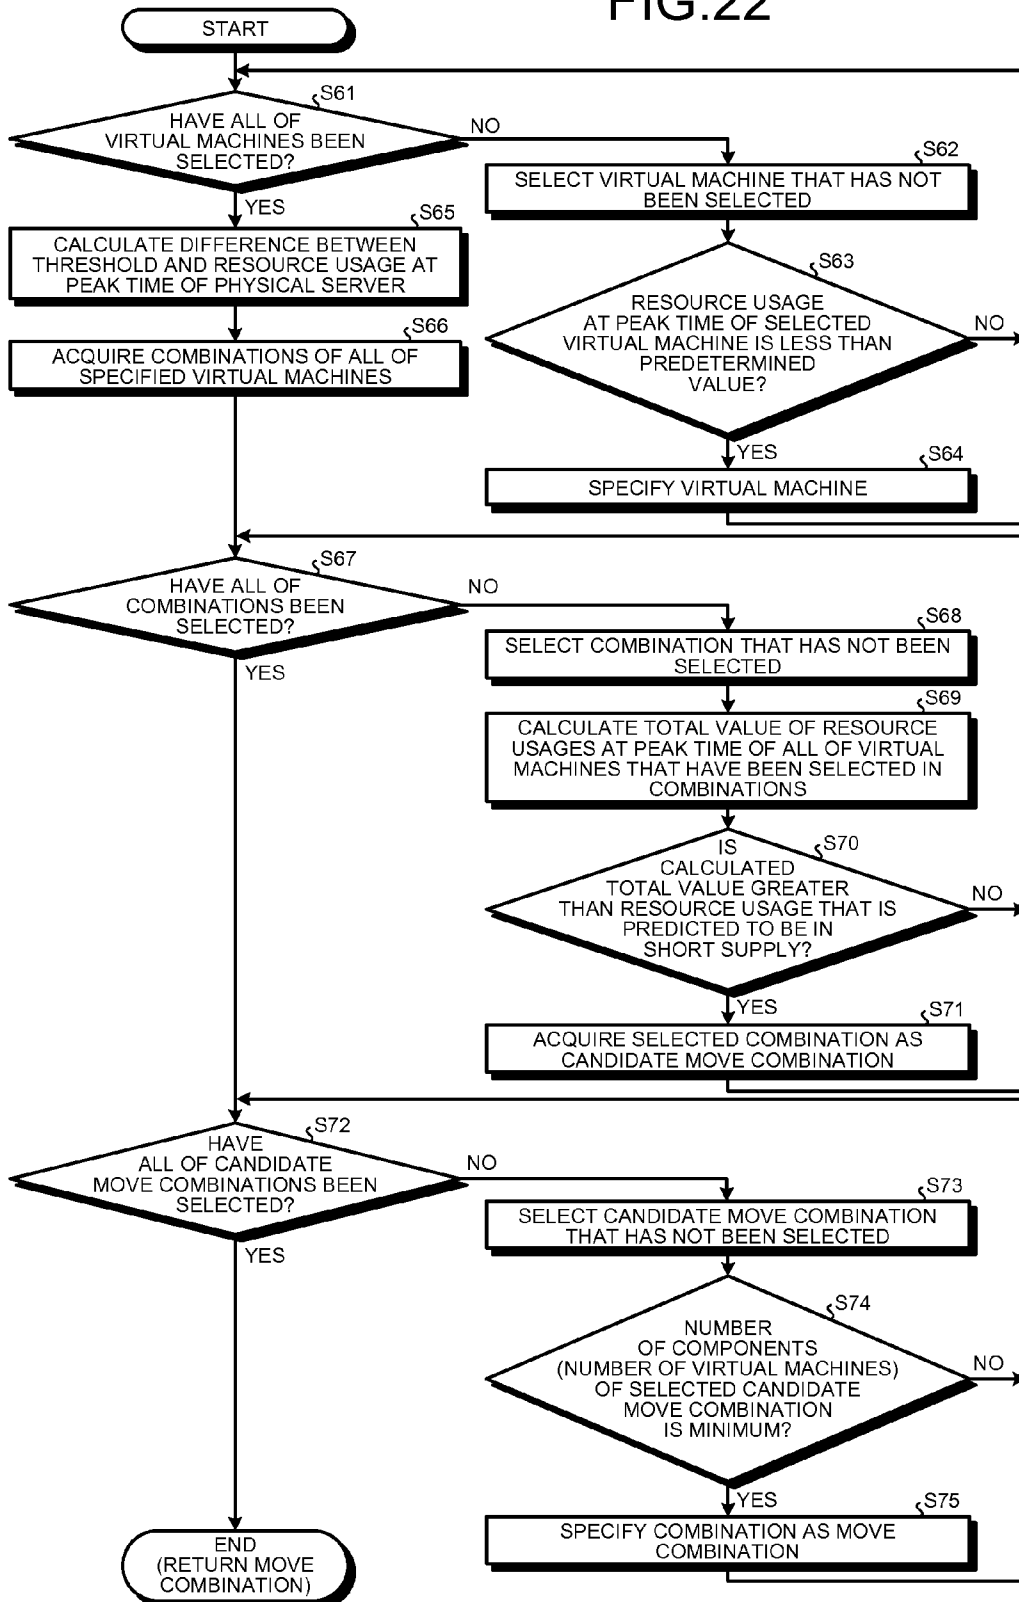 FIG.22
START
S61
HAVE ALL OF
VIRTUAL MACHINES BEEN
SELECTED?
NO
YES
S62
SELECT VIRTUAL MACHINE THAT HAS NOT
BEEN SELECTED
S63
RESOURCE USAGE
AT PEAK TIME OF SELECTED
VIRTUAL MACHINE IS LESS THAN
PREDETERMINED
VALUE?
NO
YES
S64
SPECIFY VIRTUAL MACHINE
S65
CALCULATE DIFFERENCE BETWEEN
THRESHOLD AND RESOURCE USAGE AT
PEAK TIME OF PHYSICAL SERVER
S66
ACQUIRE COMBINATIONS OF ALL OF
SPECIFIED VIRTUAL MACHINES
S67
HAVE ALL OF
COMBINATIONS BEEN
SELECTED?
NO
YES
S68
SELECT COMBINATION THAT HAS NOT BEEN
SELECTED
S69
CALCULATE TOTAL VALUE OF RESOURCE
USAGES AT PEAK TIME OF ALL OF VIRTUAL
MACHINES THAT HAVE BEEN SELECTED IN
COMBINATIONS
S70
IS
CALCULATED
TOTAL VALUE GREATER
THAN RESOURCE USAGE THAT IS
PREDICTED TO BE IN
SHORT SUPPLY?
NO
YES
S71
ACQUIRE SELECTED COMBINATION AS
CANDIDATE MOVE COMBINATION
S72
HAVE
ALL OF CANDIDATE
MOVE COMBINATIONS BEEN
SELECTED?
NO
YES
S73
SELECT CANDIDATE MOVE COMBINATION
THAT HAS NOT BEEN SELECTED
S74
NUMBER
OF COMPONENTS
(NUMBER OF VIRTUAL MACHINES)
OF SELECTED CANDIDATE
MOVE COMBINATION
IS MINIMUM?
NO
YES
S75
SPECIFY COMBINATION AS MOVE
COMBINATION
END
(RETURN MOVE
COMBINATION)